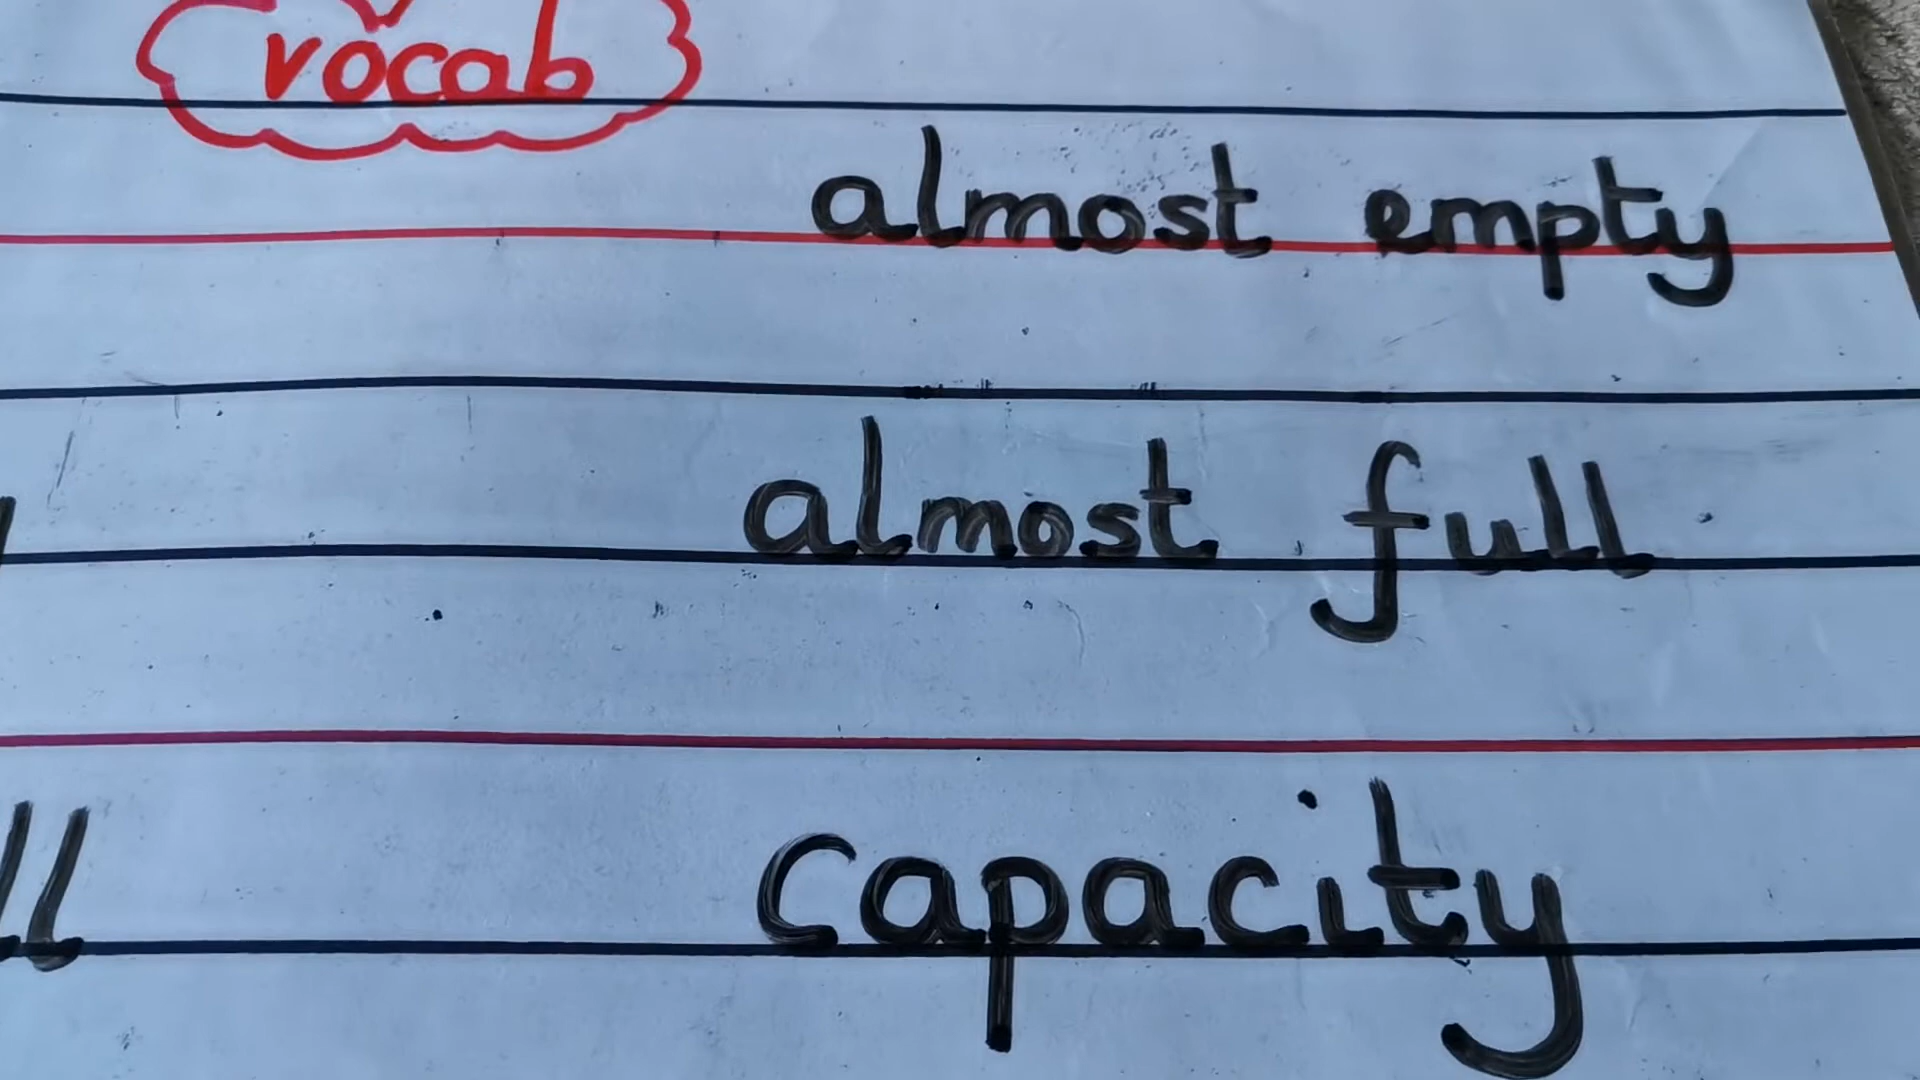 vocab
almost empty
almost full
capacity